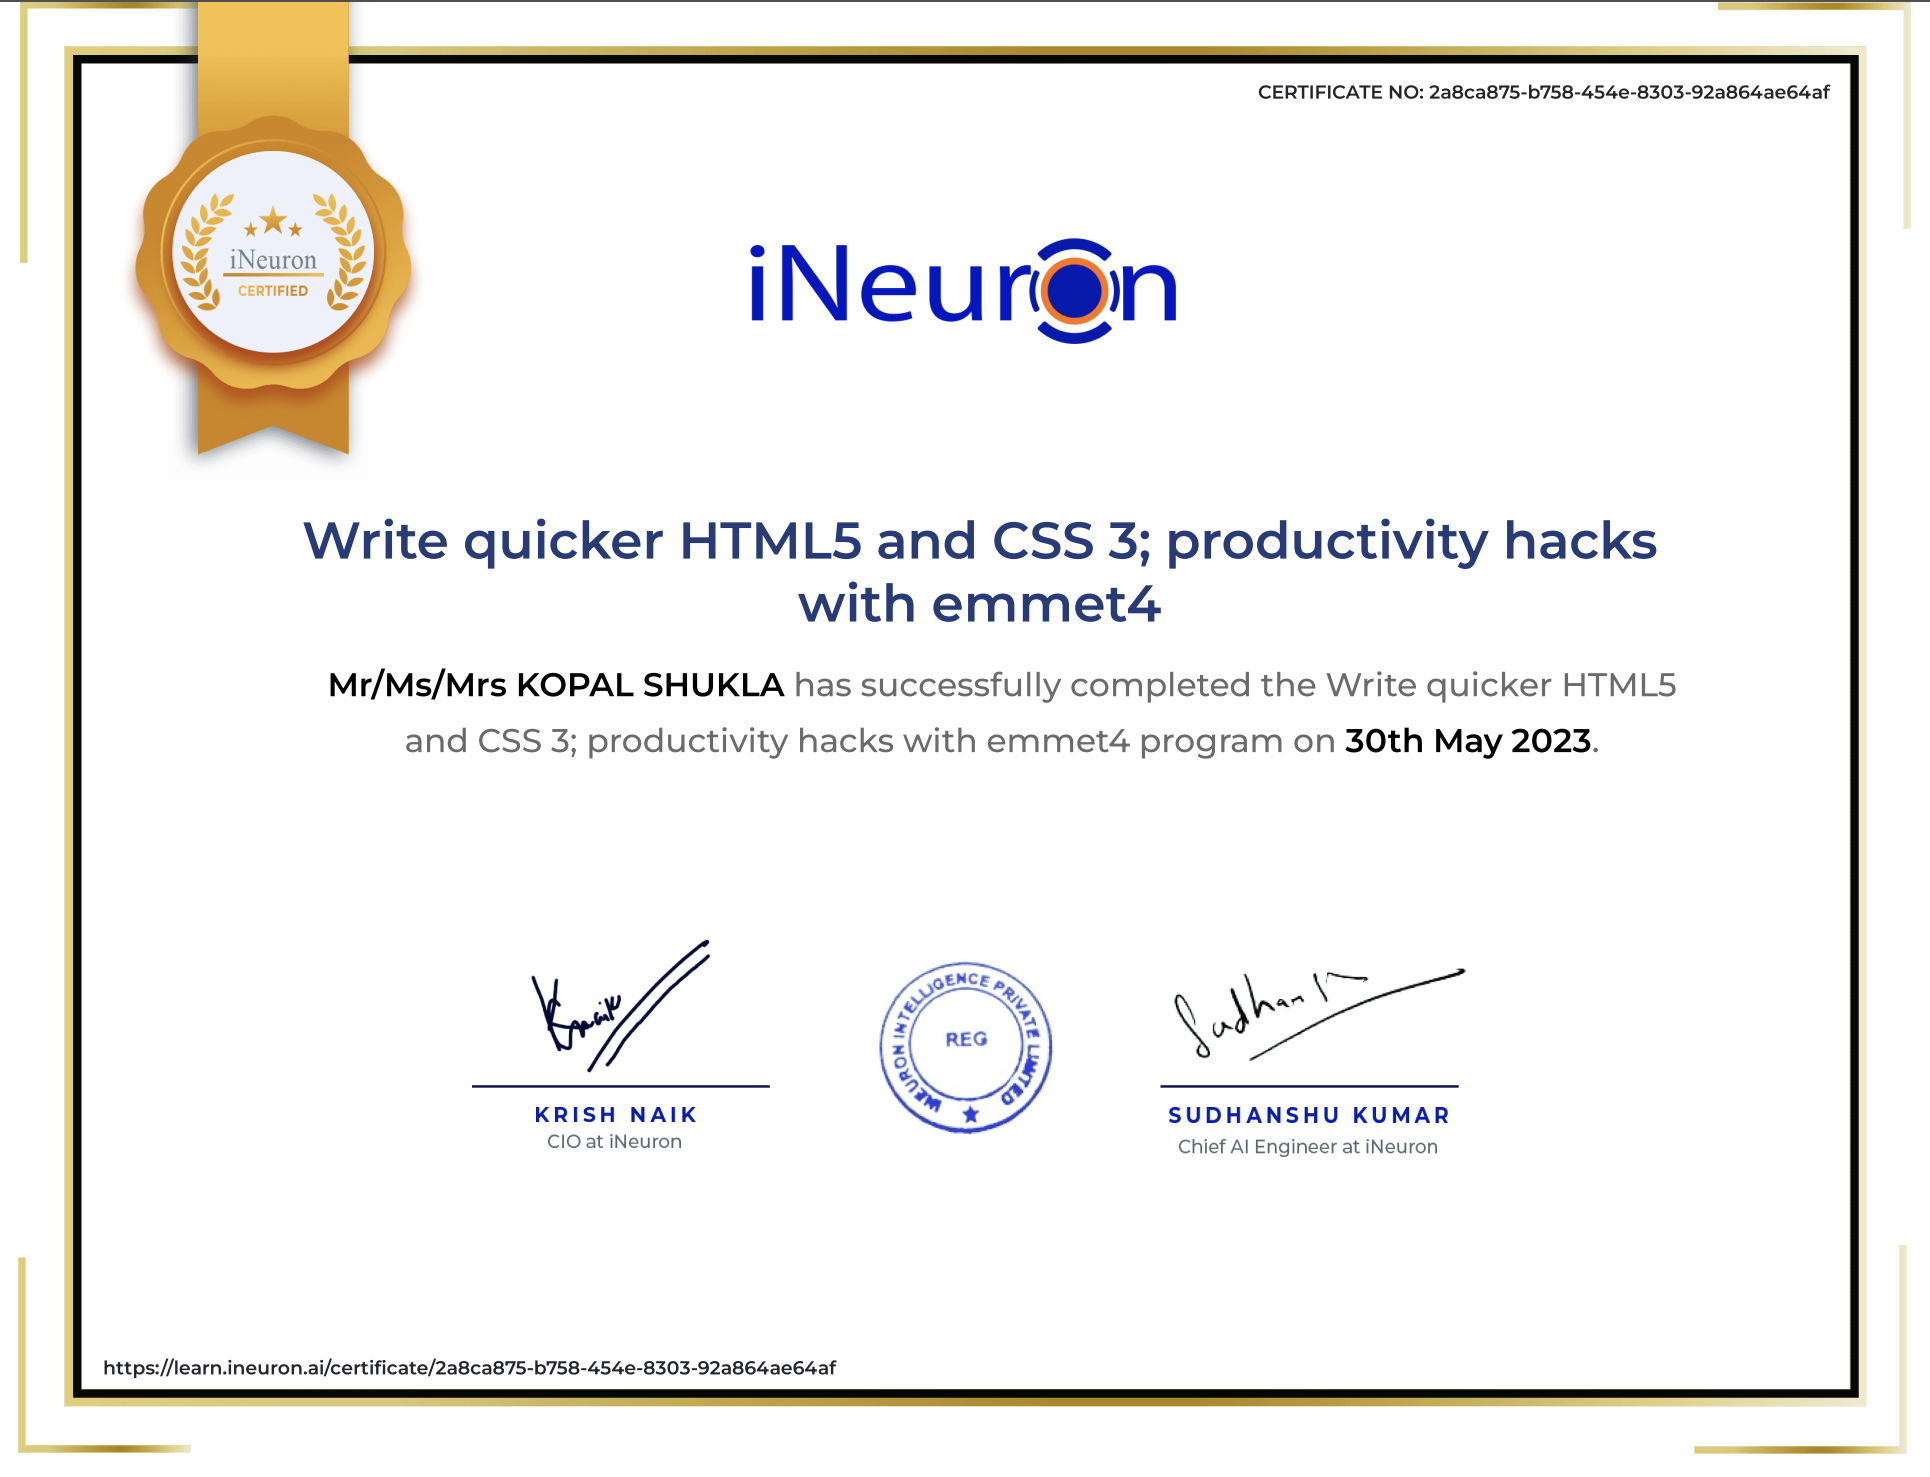 CERTIFICATE NO: 2a8ca875-b758-454e-8303-92a864ae64af
iNeuron
CERTIFIED
iNeuron
Write quicker HTML5 and CSS 3; productivity hacks
with emmet4
Mr/Ms/Mrs KOPAL SHUKLA has successfully completed the Write quicker HTML5
and CSS 3; productivity hacks with emmet4 program on 30th May 2023.
KNaik
Sudhan K
INEURON INTELLIGENCE PRIVATE LIMITED
REG
KRISH NAIK
CIO at iNeuron
SUDHANSHU KUMAR
Chief AI Engineer at iNeuron
https://learn.ineuron.ai/certificate/2a8ca875-b758-454e-8303-92a864ae64af